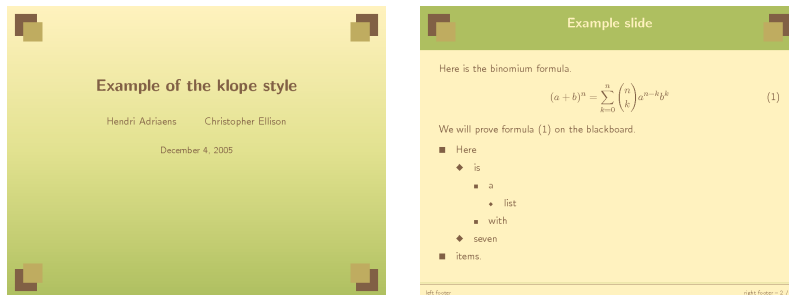 Example of the klope style
Hendri Adriaens Christopher Ellison
December 4, 2005
Example slide
Here is the binomium formula.
(a + b)^n = \sum_{k=0}^{n} \binom{n}{k} a^{n−k} b^k (1)
We will prove formula (1) on the blackboard.
■ Here
◆ is
■ a
◆ list
■ with
◆ seven
■ items.
left footer
right footer – 2 /